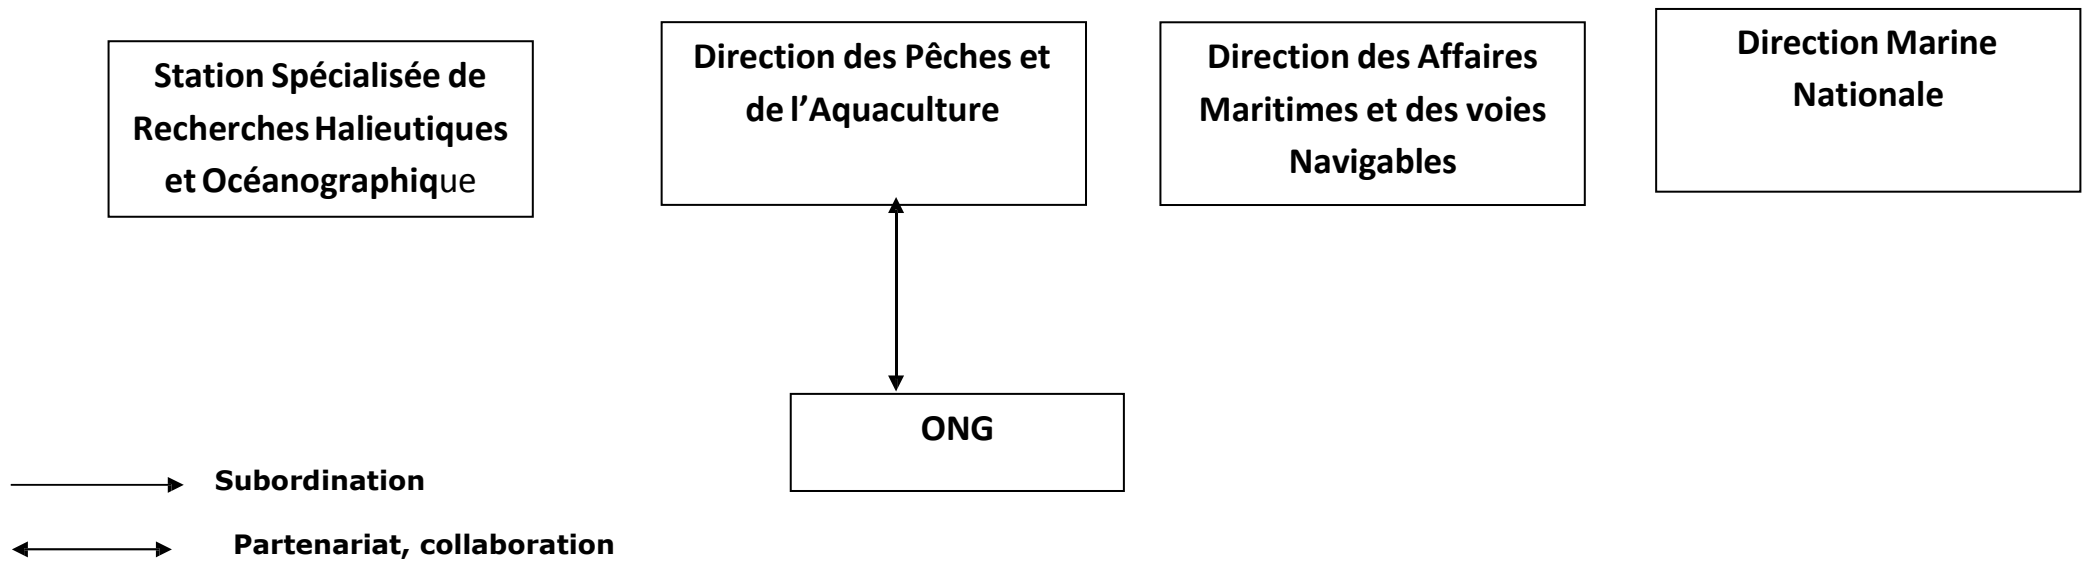 Station Spécialisée de
Recherches Halieutiques
et Océanographique
Direction des Pêches et
de l’Aquaculture
Direction des Affaires
Maritimes et des voies
Navigables
Direction Marine
Nationale
ONG
Subordination
Partenariat, collaboration